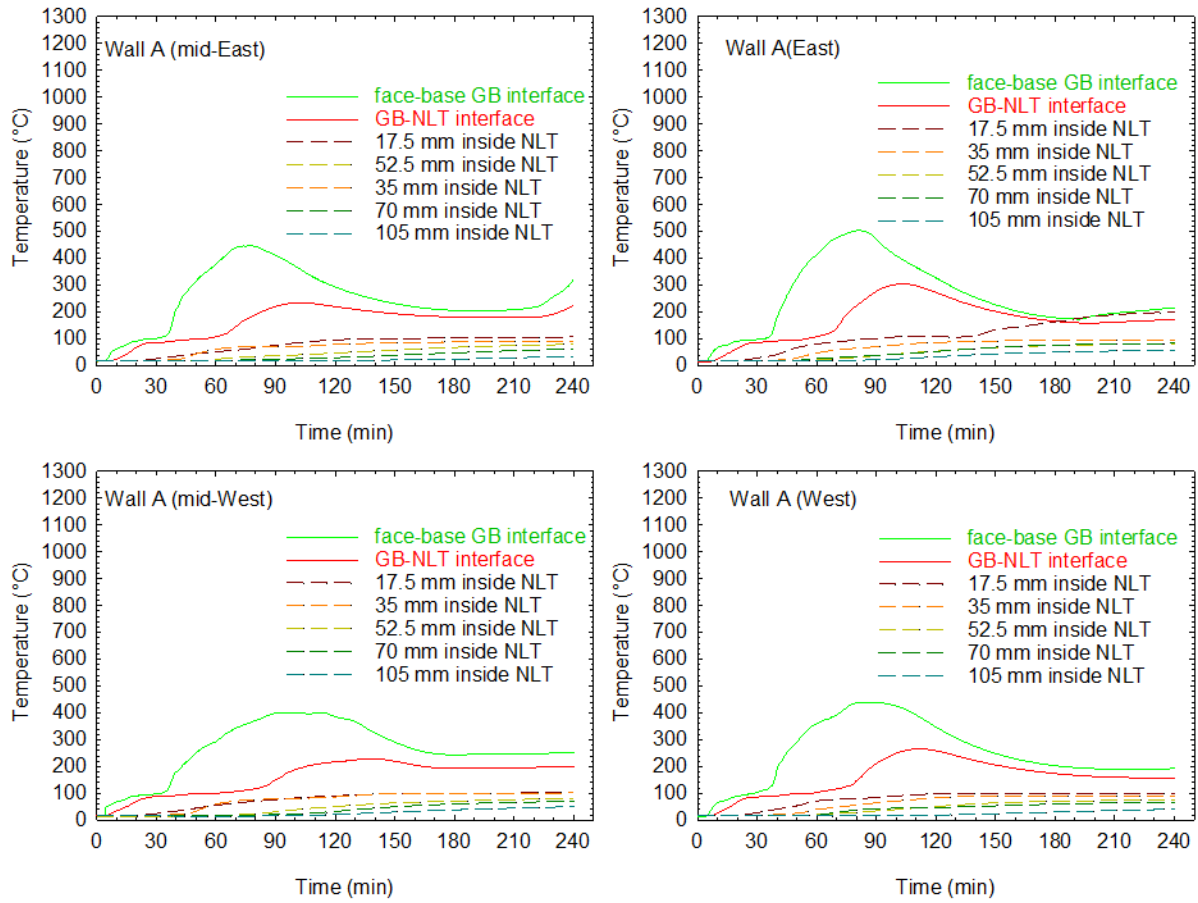 1300
1200
1100
1000
900
800
700
600
500
400
300
200
100
0
Temperature (°C)
Wall A (mid-East)
face-base GB interface
GB-NLT interface
17.5 mm inside NLT
52.5 mm inside NLT
35 mm inside NLT
70 mm inside NLT
105 mm inside NLT
0 30 60 90 120 150 180 210 240
Time (min)
1300
1200
1100
1000
900
800
700
600
500
400
300
200
100
0
Temperature (°C)
Wall A(East)
face-base GB interface
GB-NLT interface
17.5 mm inside NLT
35 mm inside NLT
52.5 mm inside NLT
70 mm inside NLT
105 mm inside NLT
0 30 60 90 120 150 180 210 240
Time (min)
1300
1200
1100
1000
900
800
700
600
500
400
300
200
100
0
Temperature (°C)
Wall A (mid-West)
face-base GB interface
GB-NLT interface
17.5 mm inside NLT
35 mm inside NLT
52.5 mm inside NLT
70 mm inside NLT
105 mm inside NLT
0 30 60 90 120 150 180 210 240
Time (min)
1300
1200
1100
1000
900
800
700
600
500
400
300
200
100
0
Temperature (°C)
Wall A (West)
face-base GB interface
GB-NLT interface
17.5 mm inside NLT
35 mm inside NLT
52.5 mm inside NLT
70 mm inside NLT
105 mm inside NLT
0 30 60 90 120 150 180 210 240
Time (min)